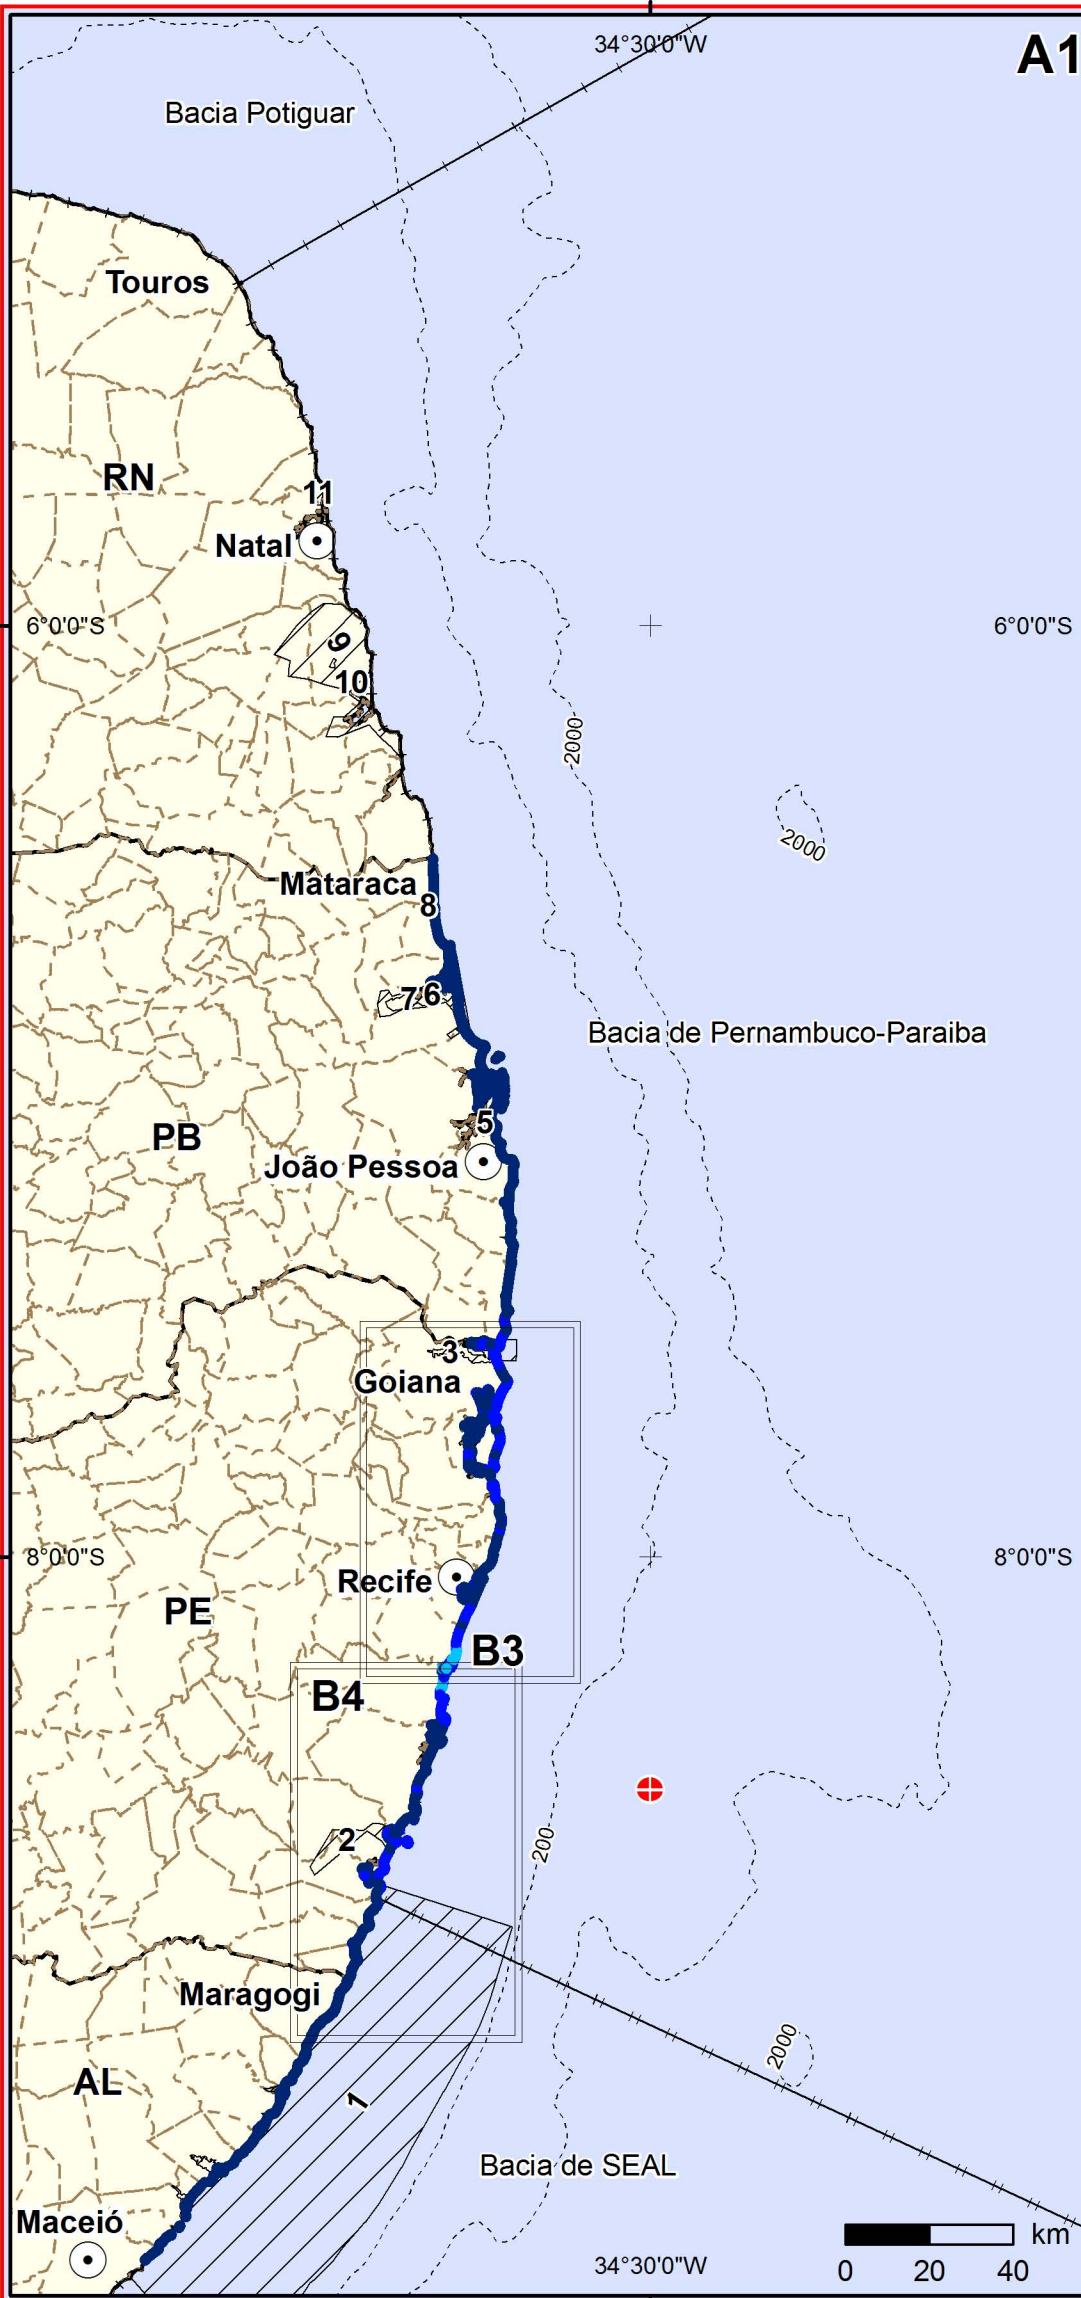 34°30'0"W
A1
Bacia Potiguar
Touros
RN
11
Natal
6°0'0"S
6°0'0"S
9
10
2000
2000
Mataraca
8
7
6
Bacia de Pernambuco-Paraiba
5
PB
João Pessoa
3
Goiana
8°0'0"S
8°0'0"S
Recife
PE
B3
B4
2
200
Maragogi
2000
AL
1
Bacia de SEAL
Maceió
34°30'0"W
km
0 20 40